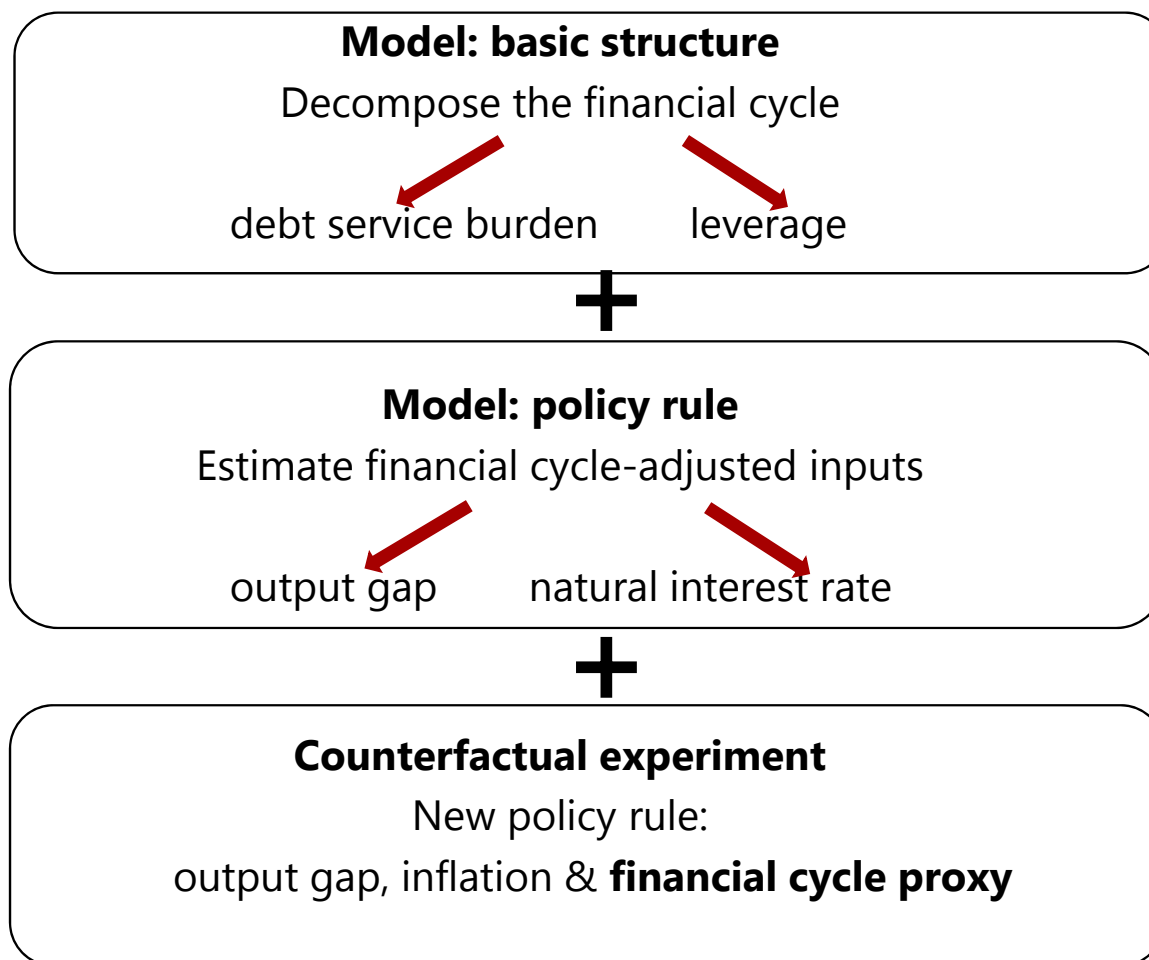 Model: basic structure
Decompose the financial cycle
debt service burden leverage
+
Model: policy rule
Estimate financial cycle-adjusted inputs
output gap natural interest rate
+
Counterfactual experiment
New policy rule:
output gap, inflation & financial cycle proxy